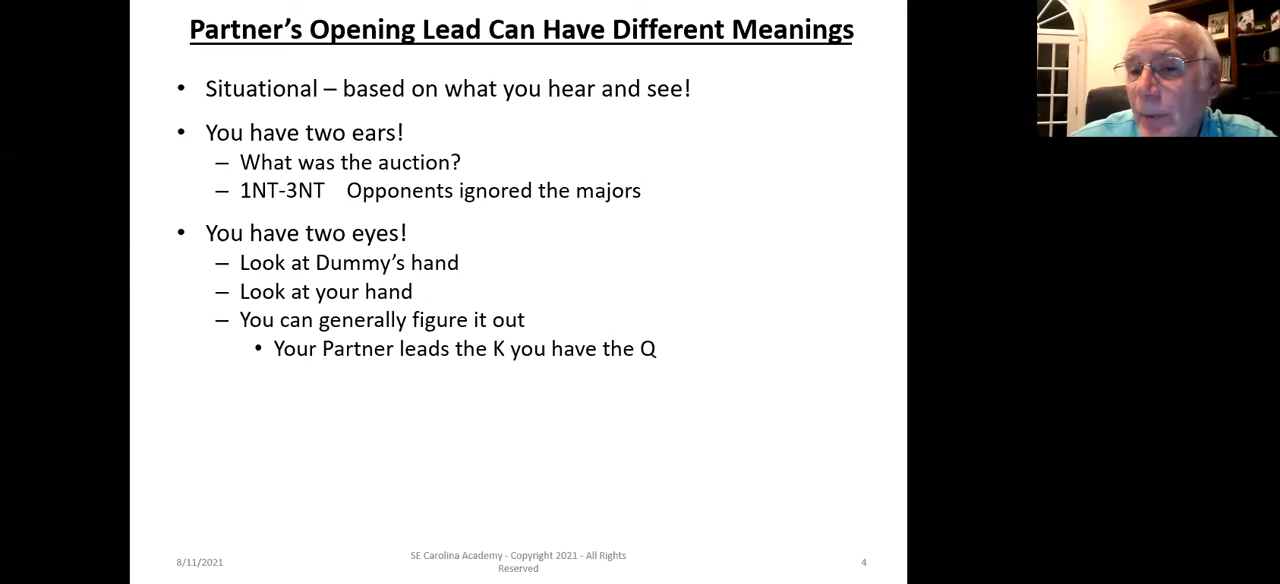 Partner’s Opening Lead Can Have Different Meanings
• Situational – based on what you hear and see!
• You have two ears!
– What was the auction?
– 1NT-3NT Opponents ignored the majors
• You have two eyes!
– Look at Dummy’s hand
– Look at your hand
– You can generally figure it out
• Your Partner leads the K you have the Q
8/11/2021
SE Carolina Academy - Copyright 2021 - All Rights
Reserved
4